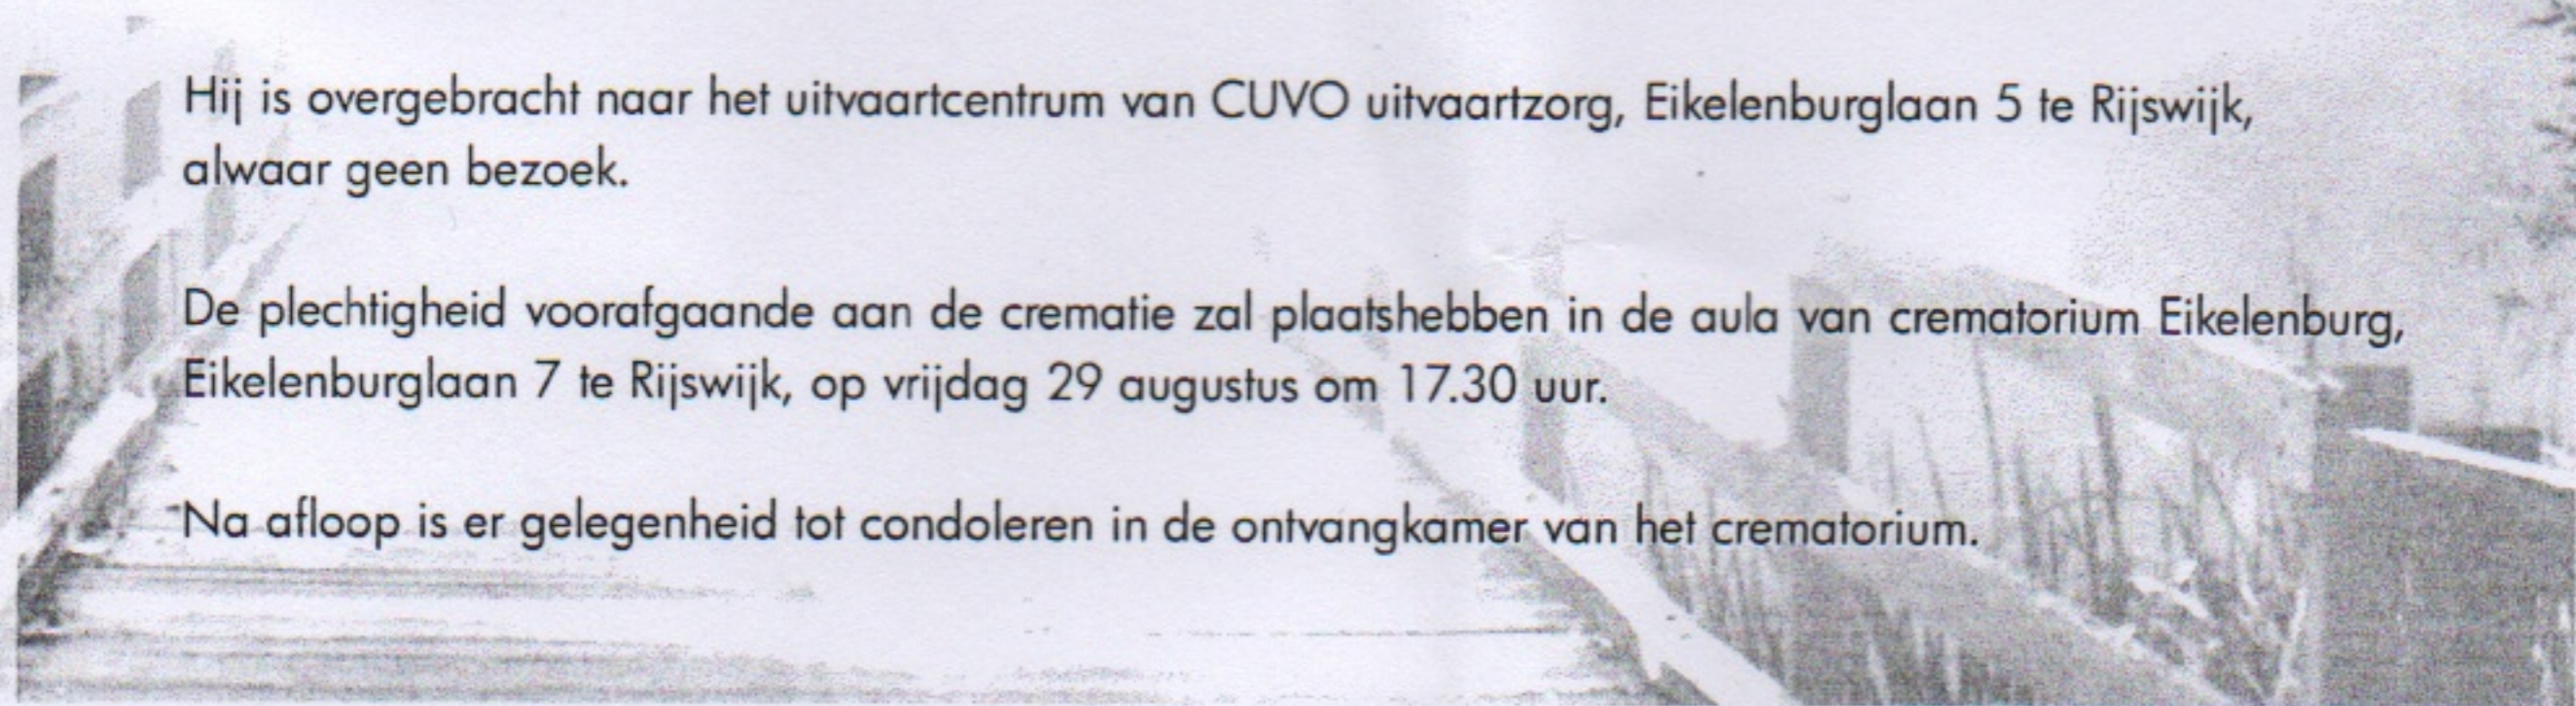 Hij is overgebracht naar het uitvaartcentrum van CUVO uitvaartzorg, Eikelenburglaan 5 te Rijswijk,
alwaar geen bezoek.
De plechtigheid voorafgaande aan de crematie zal plaatshebben in de aula van crematorium Eikelenburg,
Eikelenburglaan 7 te Rijswijk, op vrijdag 29 augustus om 17.30 uur.
Na afloop is er gelegenheid tot condoleren in de ontvangkamer van het crematorium.